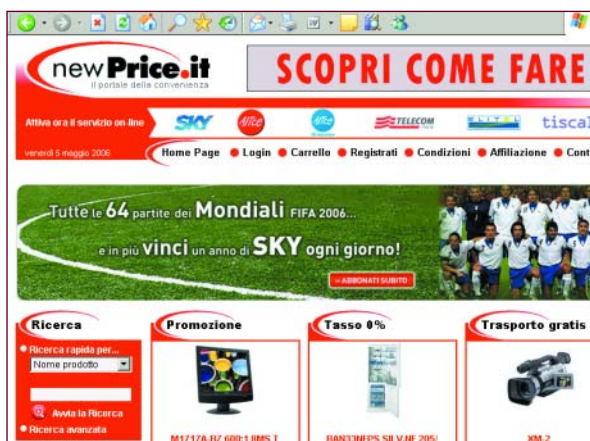 newPrice.it
il portale della convenienza
SCOPRI COME FARE
Attiva ora il servizio on-line
SKY
Alice
TELECOM
ELITEL
tiscal
venerdì 5 maggio 2006
Home Page Login Carrello Registrati Condizioni Affiliazione Cont
Tutte le 64 partite dei Mondiali FIFA 2006...
e in più vinci un anno di SKY ogni giorno!
» ABBONATI SUBITO
Ricerca
Promozione
Tasso 0%
Trasporto gratis
Ricerca rapida per...
Nome prodotto
Avvia la Ricerca
Ricerca avanzata
XM-2